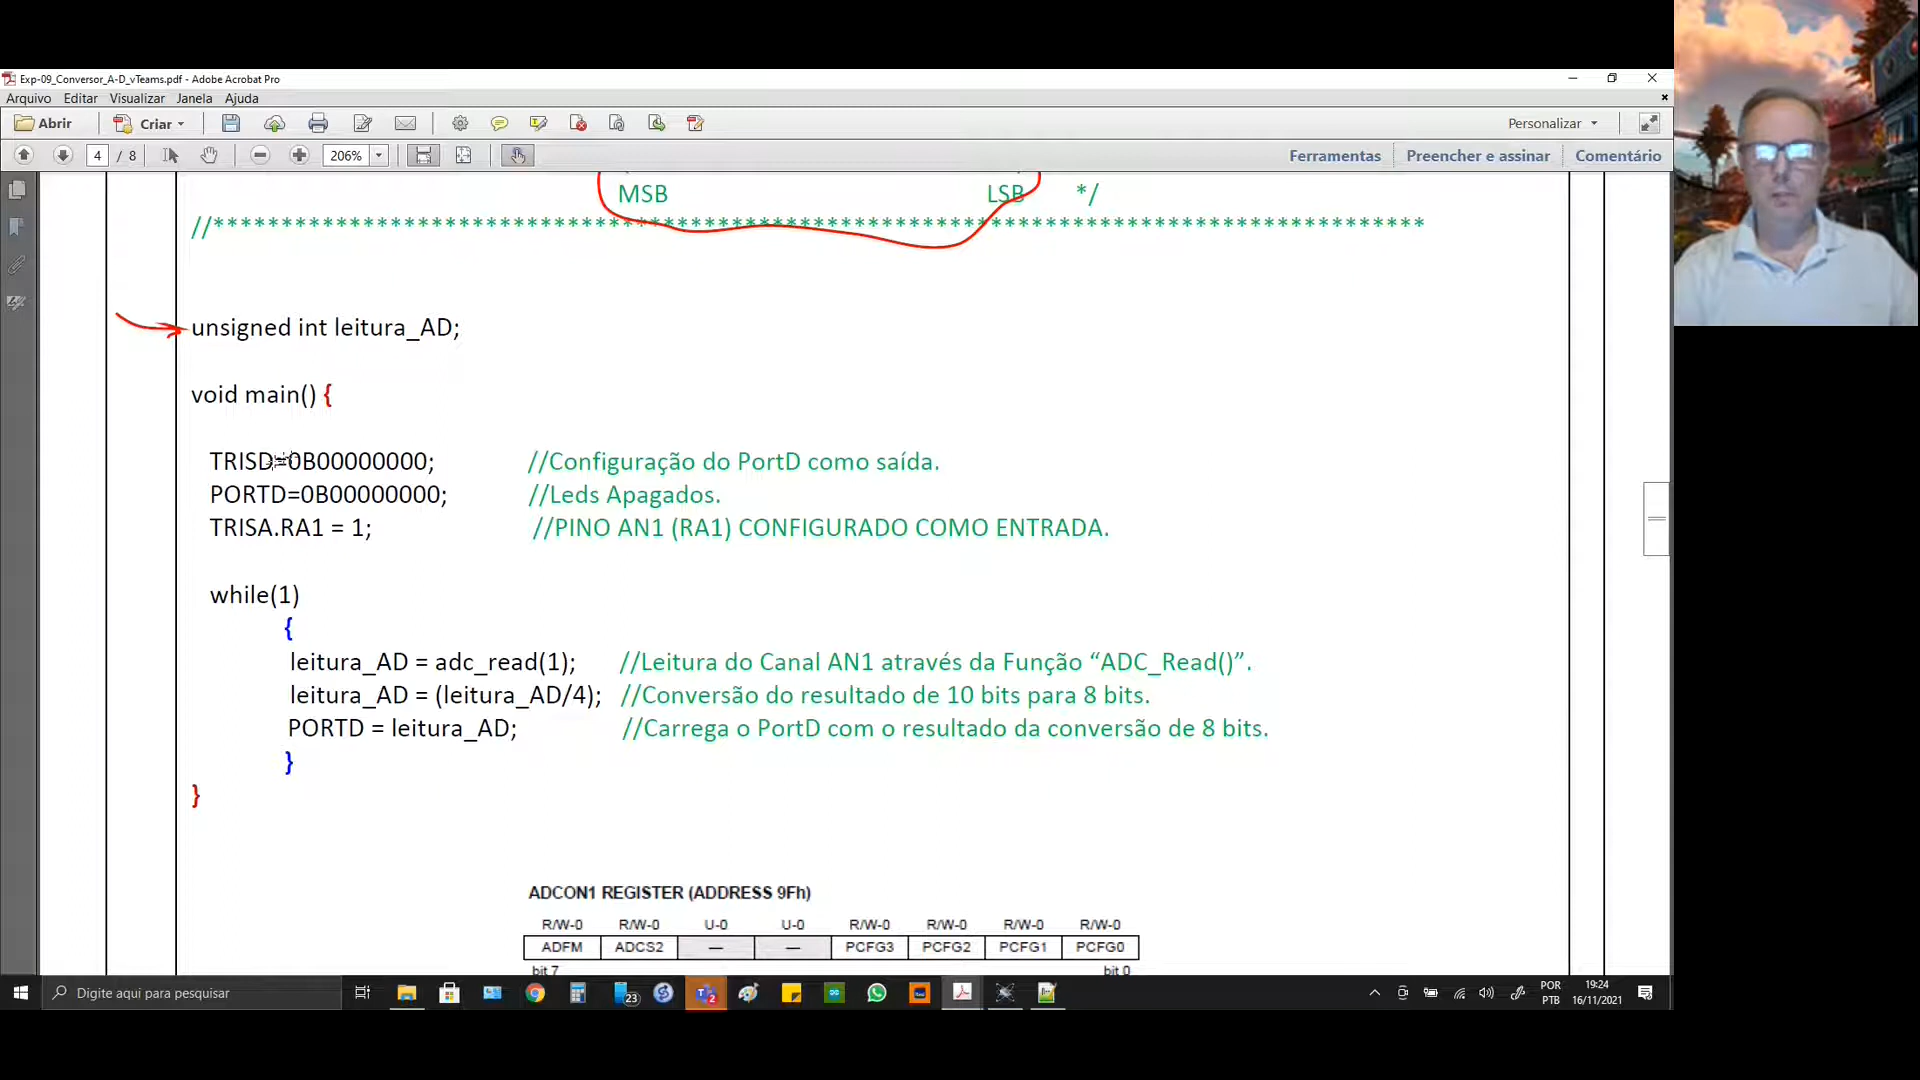 Exp-09_Conversor_A-D_vTeams.pdf - Adobe Acrobat Pro
Arquivo Editar Visualizar Janela Ajuda
Abrir Criar Personalizar
4 / 8 206% Ferramentas Preencher e assinar Comentário
MSB LSB */
//******************************************************************************************
unsigned int leitura_AD;
void main() {
TRISD=0B00000000; //Configuração do PortD como saída.
PORTD=0B00000000; //Leds Apagados.
TRISA.RA1 = 1; //PINO AN1 (RA1) CONFIGURADO COMO ENTRADA.
while(1)
{
leitura_AD = adc_read(1); //Leitura do Canal AN1 através da Função “ADC_Read()”.
leitura_AD = (leitura_AD/4); //Conversão do resultado de 10 bits para 8 bits.
PORTD = leitura_AD; //Carrega o PortD com o resultado da conversão de 8 bits.
}
}
ADCON1 REGISTER (ADDRESS 9Fh)
R/W-0 R/W-0 U-0 U-0 R/W-0 R/W-0 R/W-0 R/W-0
ADFM ADCS2 — — PCFG3 PCFG2 PCFG1 PCFG0
bit 7 bit 0
Digite aqui para pesquisar 23 2 POR 19:24
PTB 16/11/2021